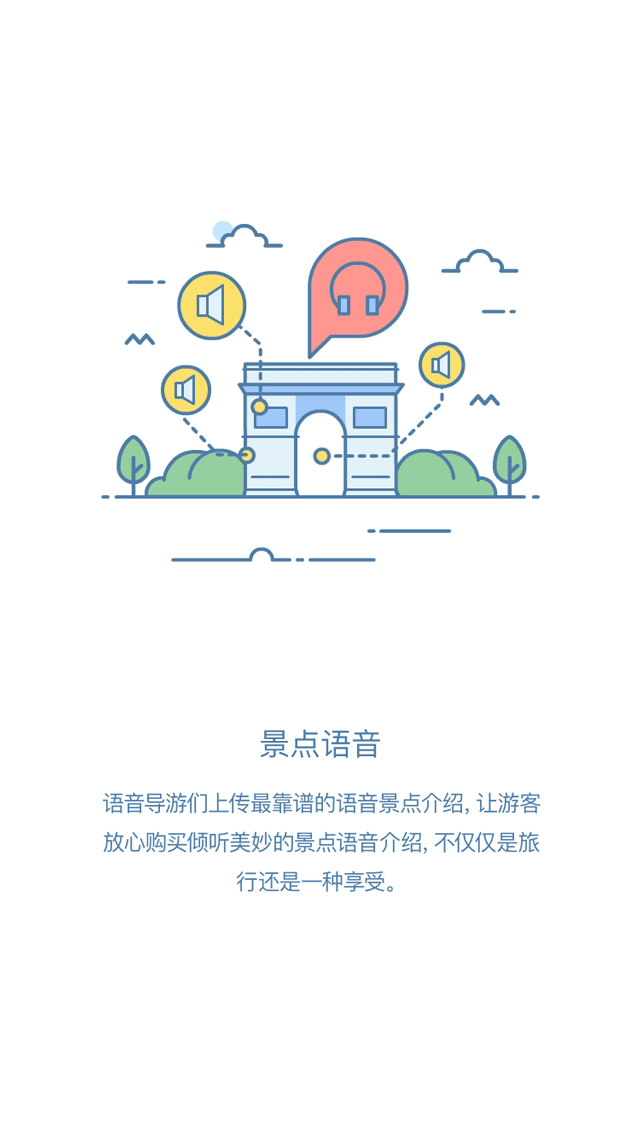 景点语音
语音导游们上传最靠谱的语音景点介绍, 让游客
放心购买倾听美妙的景点语音介绍, 不仅仅是旅
行还是一种享受。